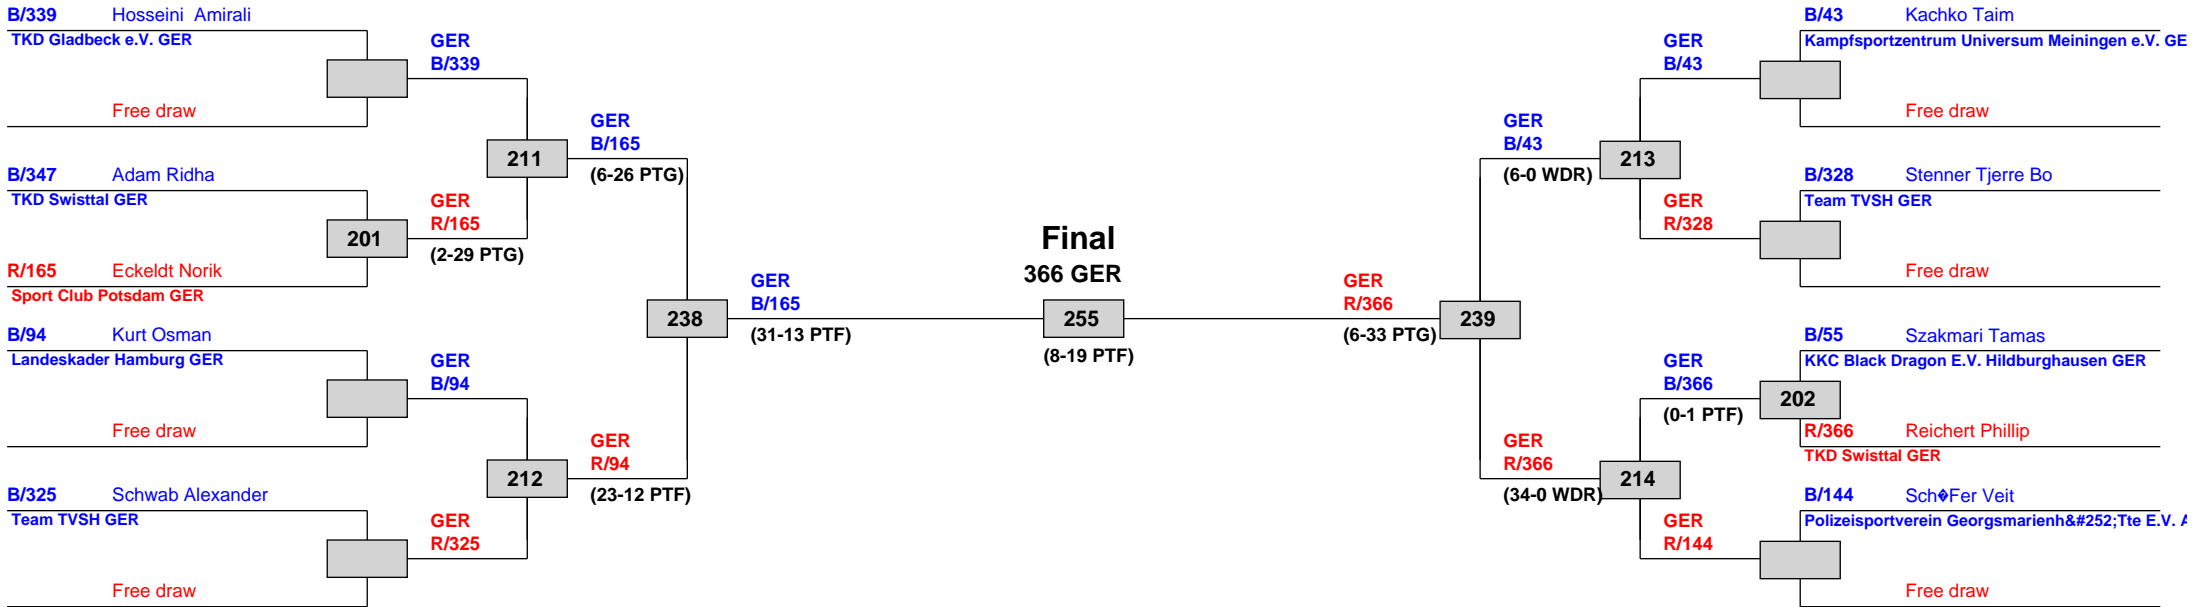 B/339 Hosseini Amirali
TKD Gladbeck e.V. GER
Free draw
B/347 Adam Ridha
TKD Swisttal GER
201
R/165 Eckeldt Norik
Sport Club Potsdam GER
B/94 Kurt Osman
Landeskader Hamburg GER
Free draw
B/325 Schwab Alexander
Team TVSH GER
Free draw
GER
B/339
211
GER
R/165
(2-29 PTG)
GER
B/94
212
GER
R/325
GER
B/165
(6-26 PTG)
238
GER
R/94
(23-12 PTF)
GER
B/165
(31-13 PTF)
Final
366 GER
255
(8-19 PTF)
GER
R/366
(6-33 PTG)
239
GER
B/43
(6-0 WDR)
213
GER
R/366
(34-0 WDR)
214
GER
B/43
GER
R/328
GER
B/366
(0-1 PTF)
202
GER
R/144
B/43 Kachko Taim
Kampfsportzentrum Universum Meiningen e.V. GE
Free draw
B/328 Stenner Tjerre Bo
Team TVSH GER
Free draw
B/55 Szakmari Tamas
KKC Black Dragon E.V. Hildburghausen GER
R/366 Reichert Phillip
TKD Swisttal GER
B/144 Sch�Fer Veit
Polizeisportverein Georgsmarienh&#252;Tte E.V. A
Free draw